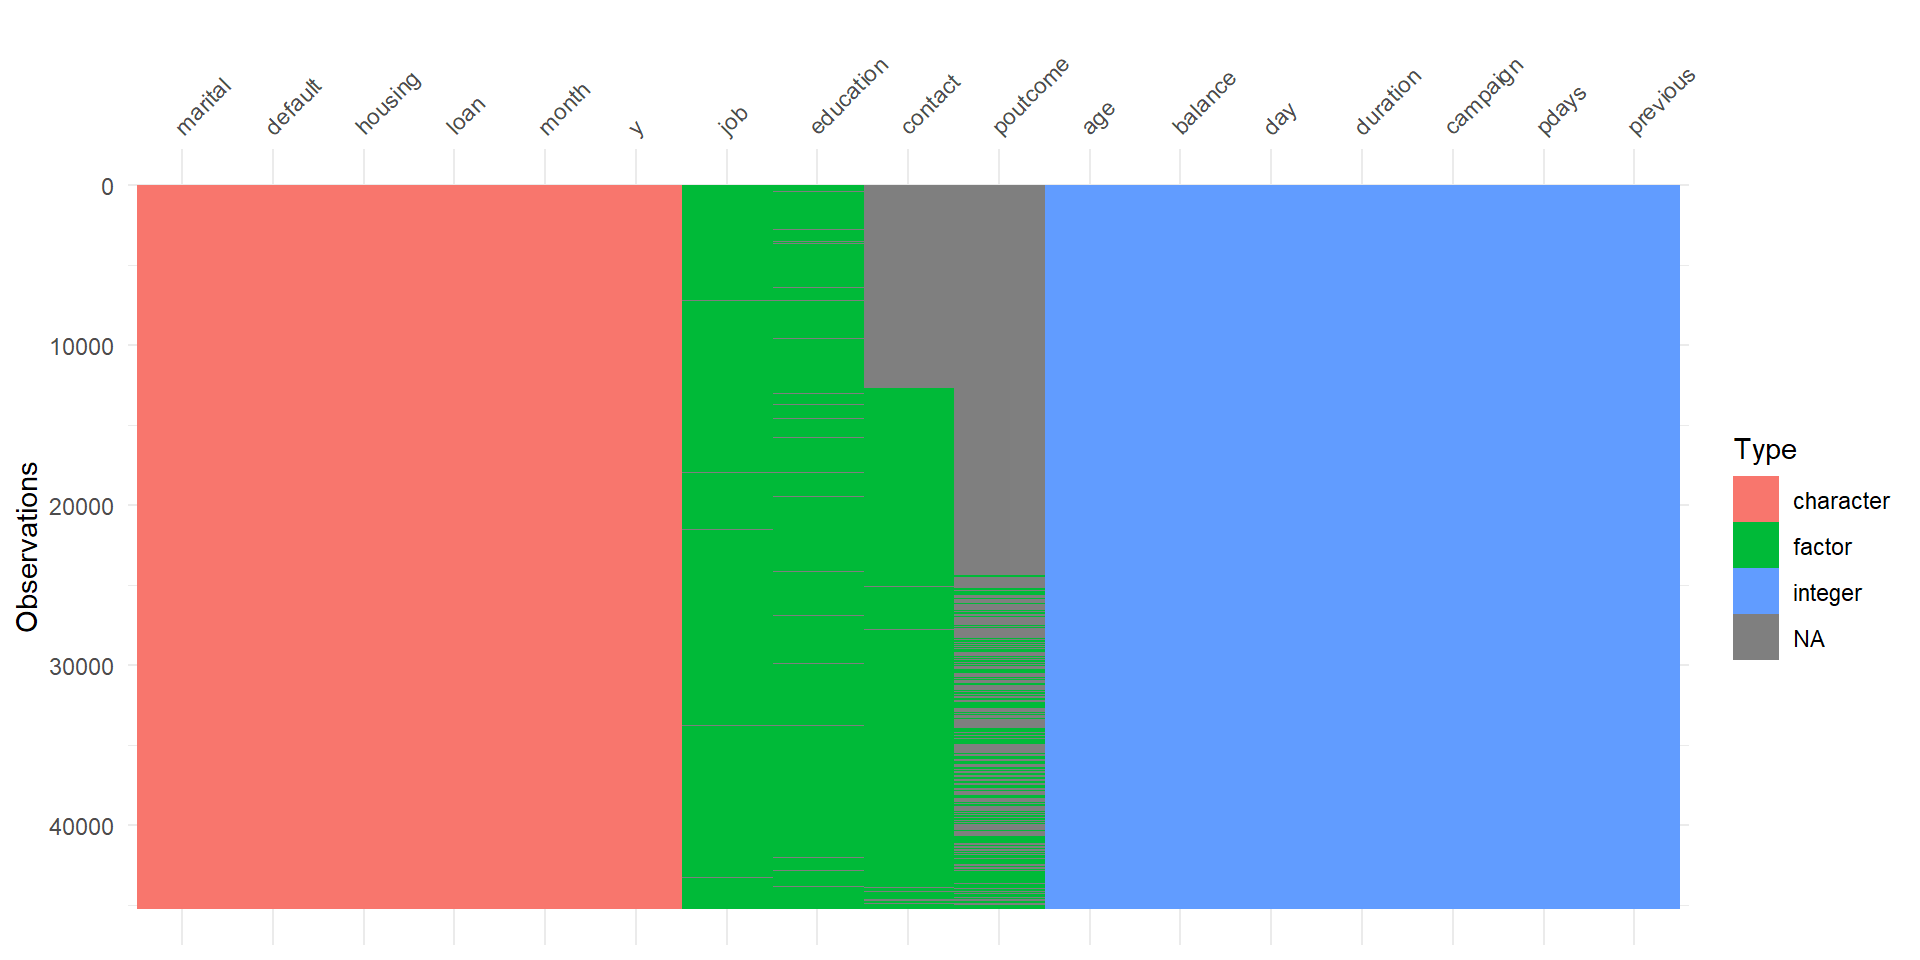 marital
default
housing
loan
month
y
job
education
contact
poutcome
age
balance
day
duration
campaign
pdays
previous
0
10000
20000
30000
40000
Observations
Type
character
factor
integer
NA